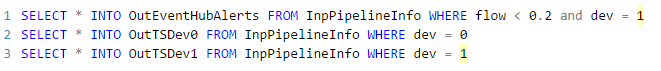 1 SELECT * INTO OutEventHubAlerts FROM InpPipelineInfo WHERE flow < 0.2 and dev = 1
2 SELECT * INTO OutTSDev0 FROM InpPipelineInfo WHERE dev = 0
3 SELECT * INTO OutTSDev1 FROM InpPipelineInfo WHERE dev = 1